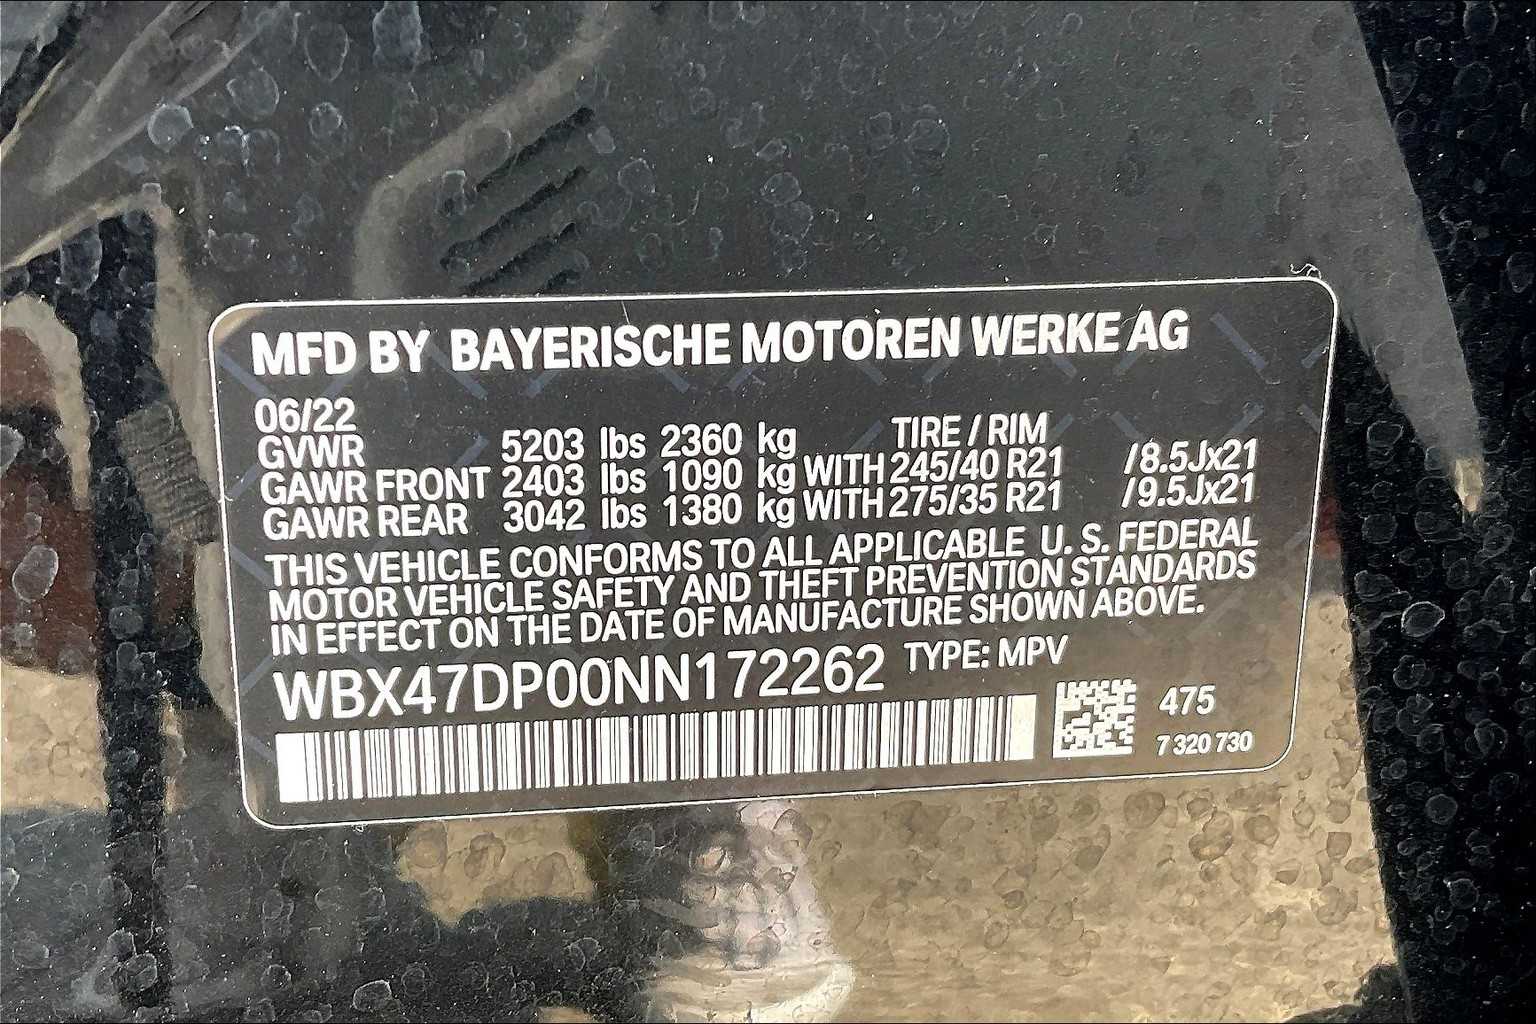 MFD BY BAYERISCHE MOTOREN WERKE AG
06/22
TIRE / RIM
GVWR 5203 lbs 2360 kg
GAWR FRONT 2403 lbs 1090 kg WITH 245/40 R21 /8.5Jx21
GAWR REAR 3042 lbs 1380 kg WITH 275/35 R21 /9.5Jx21
THIS VEHICLE CONFORMS TO ALL APPLICABLE U. S. FEDERAL
MOTOR VEHICLE SAFETY AND THEFT PREVENTION STANDARDS
IN EFFECT ON THE DATE OF MANUFACTURE SHOWN ABOVE.
WBX47DP00NN172262 TYPE: MPV
475
7 320 730